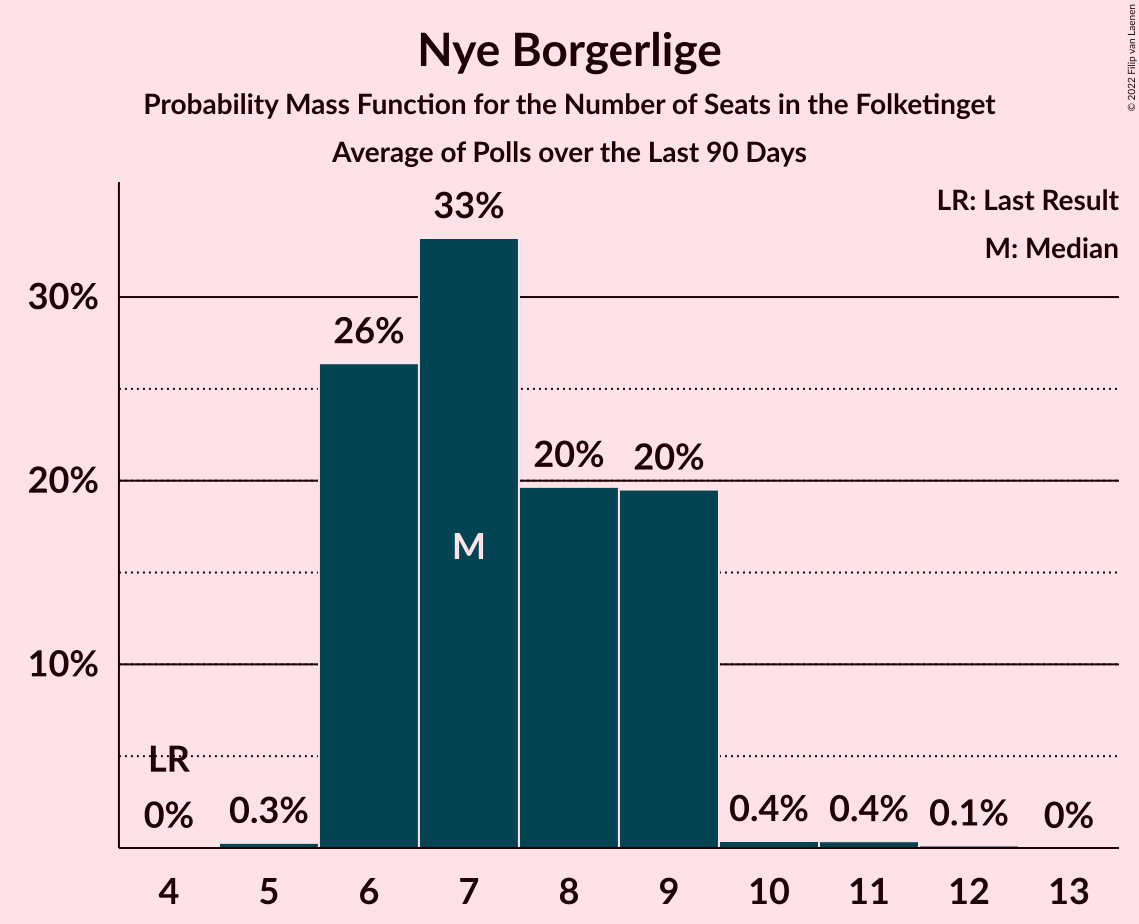 Nye Borgerlige
Probability Mass Function for the Number of Seats in the Folketinget
Average of Polls over the Last 90 Days
© 2022 Filip van Laenen
LR: Last Result
M: Median
33%
30%
26%
20% 20%
20%
M
10%
LR
0% 0.3% 0.4% 0.4% 0.1% 0%
4 5 6 7 8 9 10 11 12 13